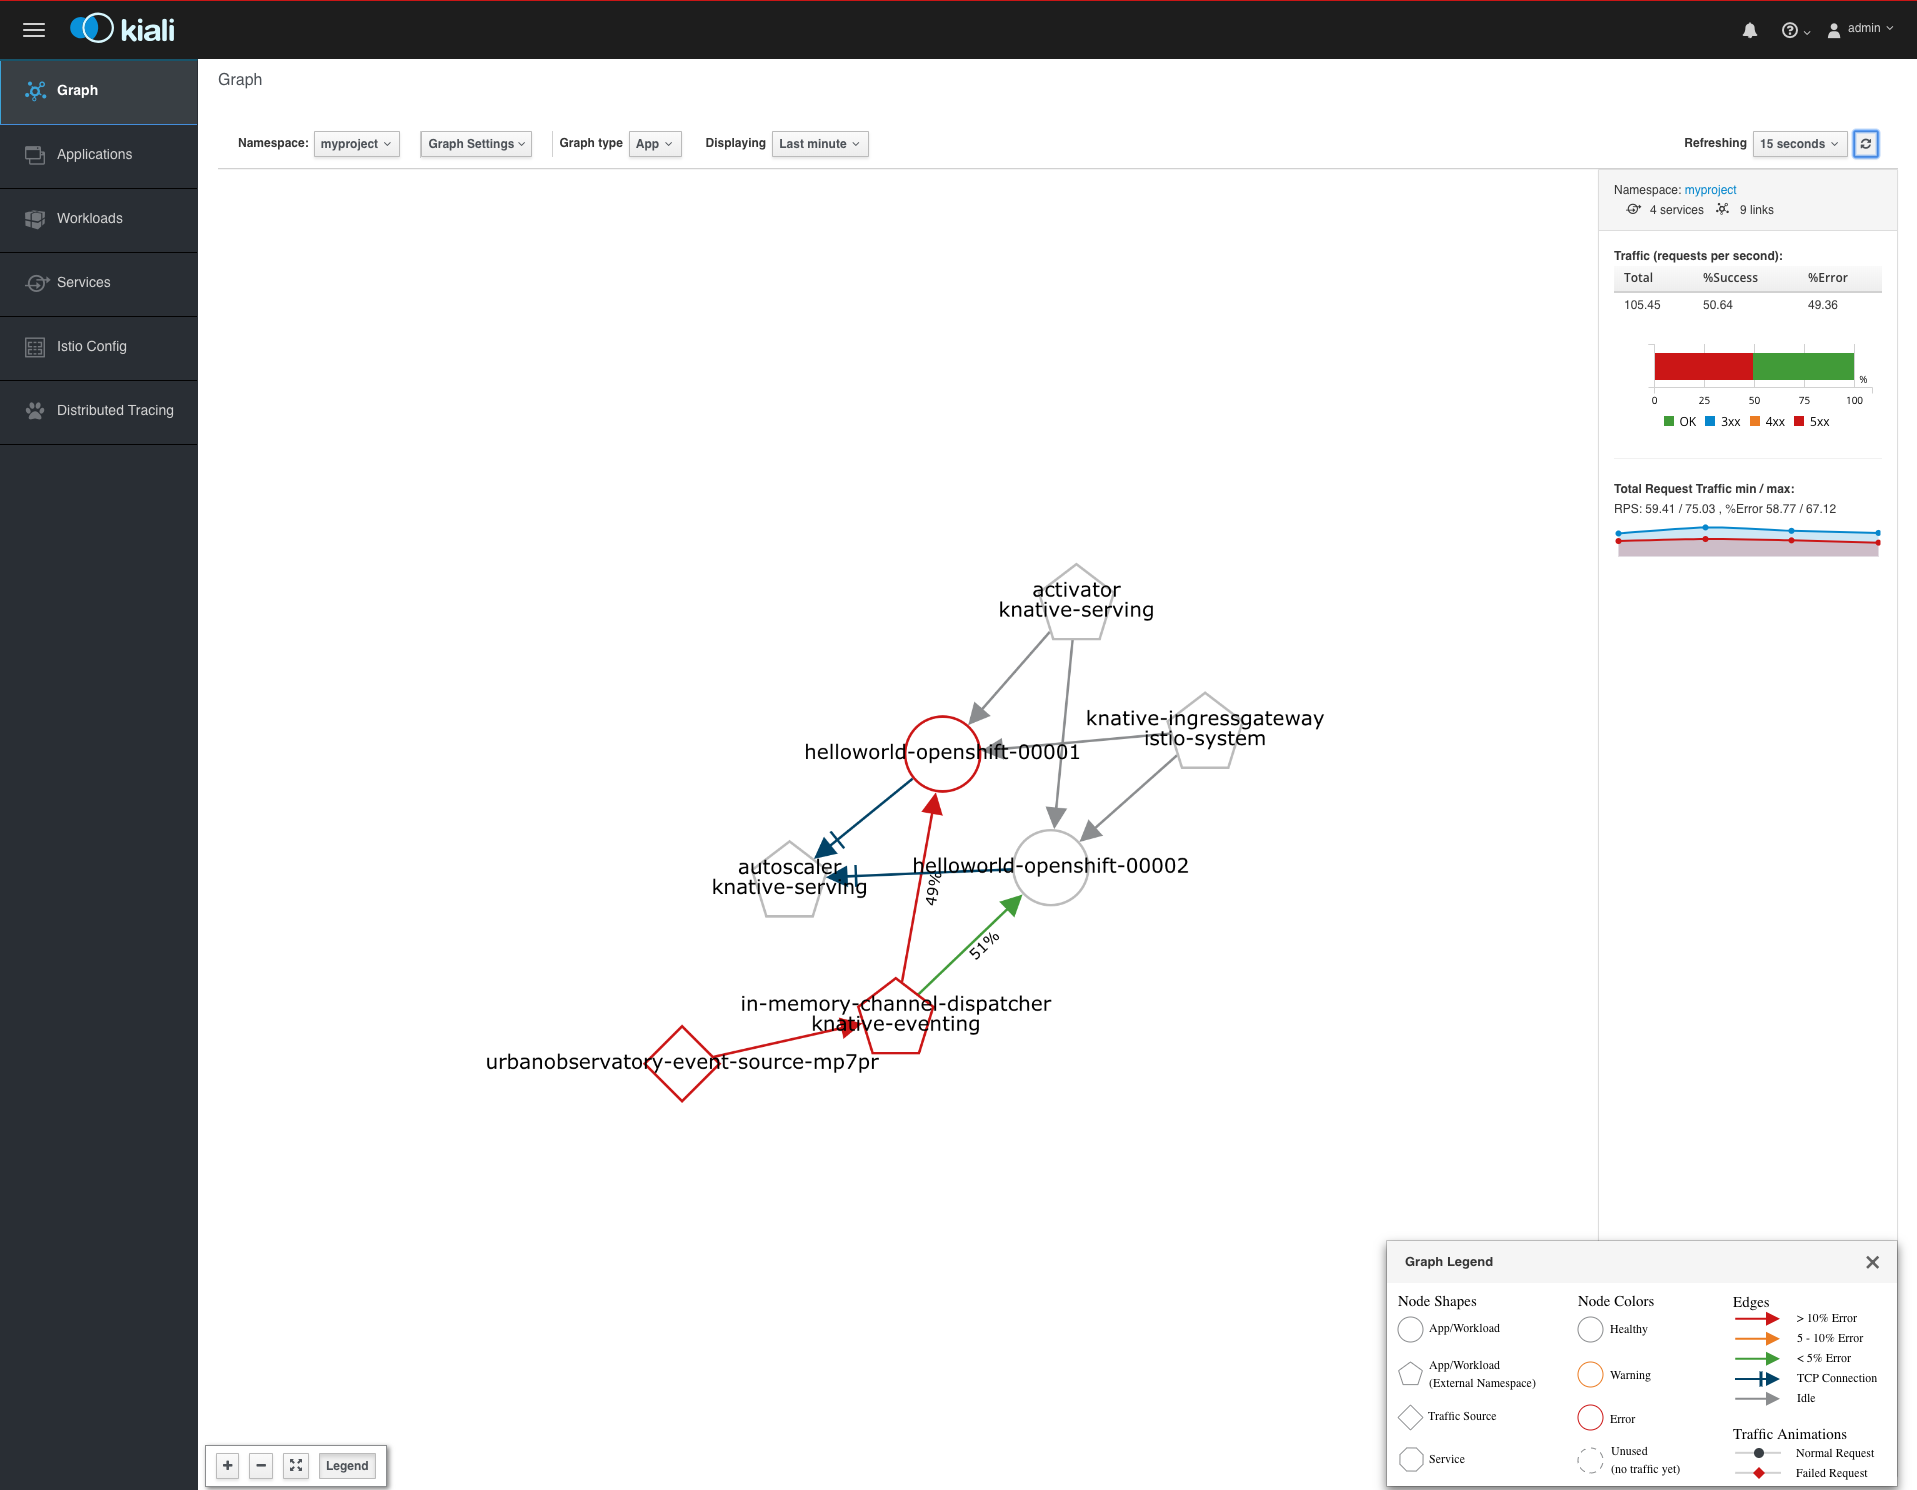 kiali
admin
Graph
Applications
Workloads
Services
Istio Config
Distributed Tracing
Graph
Namespace: myproject Graph Settings Graph type App Displaying Last minute Refreshing 15 seconds
Namespace: myproject
4 services 9 links
Traffic (requests per second):
Total %Success %Error
105.45 50.64 49.36
%
0 25 50 75 100
OK 3xx 4xx 5xx
Total Request Traffic min / max:
RPS: 59.41 / 75.03 , %Error 58.77 / 67.12
activator
knative-serving
knative-ingressgateway
istio-system
helloworld-openshift-00001
helloworld-openshift-00002
autoscaler
knative-serving
49%
51%
in-memory-channel-dispatcher
knative-eventing
urbanobservatory-event-source-mp7pr
Legend
Graph Legend
Node Shapes
App/Workload
App/Workload
(External Namespace)
Traffic Source
Service
Node Colors
Healthy
Warning
Error
Unused
(no traffic yet)
Edges
> 10% Error
5 - 10% Error
< 5% Error
TCP Connection
Idle
Traffic Animations
Normal Request
Failed Request